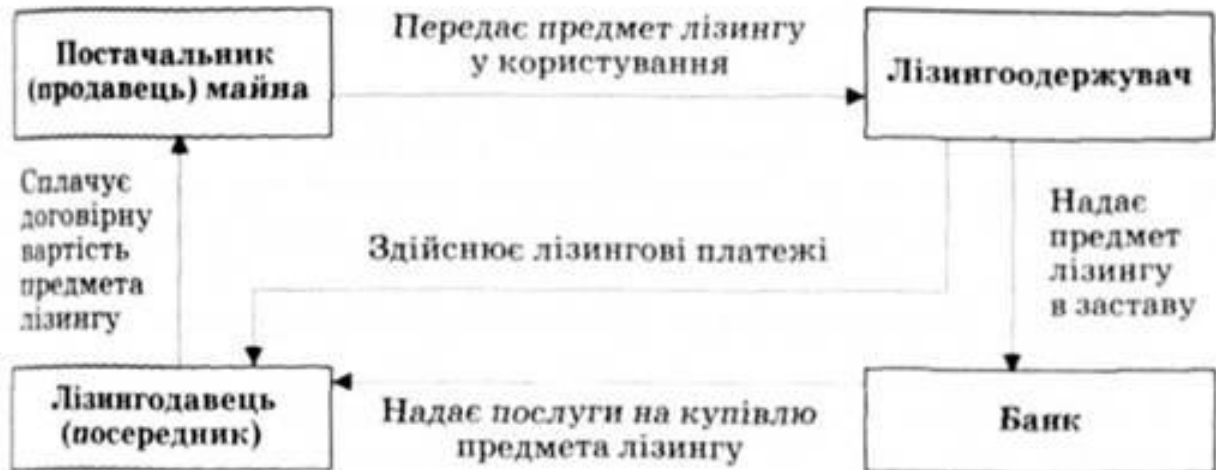 Постачальник
(продавець) майна
Передає предмет лізингу
у користування
Лізингоодержувач
Сплачує
договірну
вартість
предмета
лізингу
Здійснює лізингові платежі
Надає
предмет
лізингу
в заставу
Лізингодавець
(посередник)
Надає послуги на купівлю
предмета лізингу
Банк